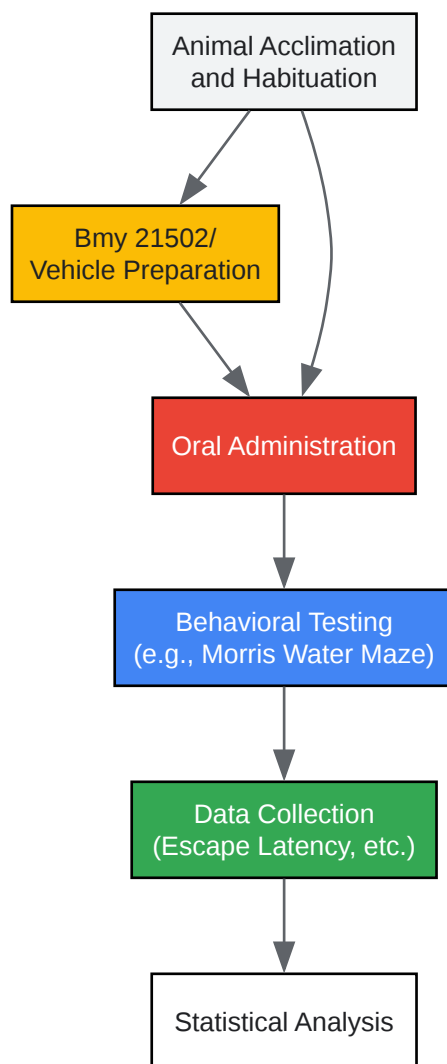 Animal Acclimation
and Habituation
Bmy 21502/
Vehicle Preparation
Oral Administration
Behavioral Testing
(e.g., Morris Water Maze)
Data Collection
(Escape Latency, etc.)
Statistical Analysis